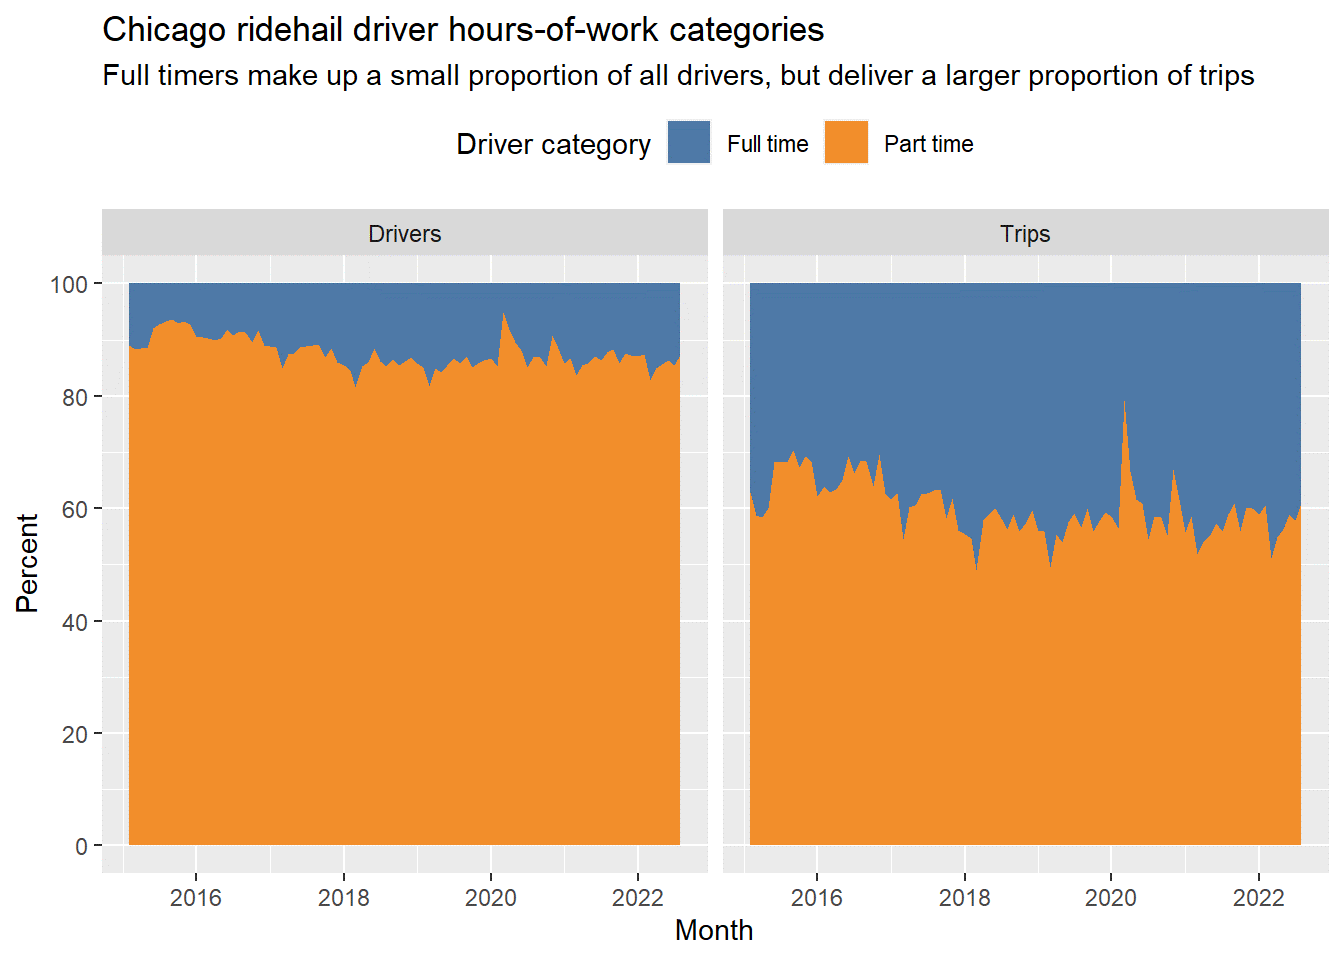 Chicago ridehail driver hours-of-work categories
Full timers make up a small proportion of all drivers, but deliver a larger proportion of trips
Driver category Full time Part time
Drivers Trips
100
80
60
40
20
0
Percent
2016 2018 2020 2022 2016 2018 2020 2022
Month